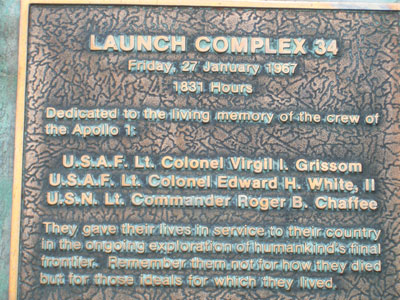 LAUNCH COMPLEX 34
Friday, 27 January 1967
1831 Hours
Dedicated to the living memory of the crew of
the Apollo 1:
U.S.A.F. Lt. Colonel Virgil I. Grissom
U.S.A.F. Lt. Colonel Edward H. White, II
U.S.N. Lt. Commander Roger B. Chaffee
They gave their lives in service to their country
in the ongoing exploration of humankind's final
frontier. Remember them not for how they died
but for those ideals for which they lived.